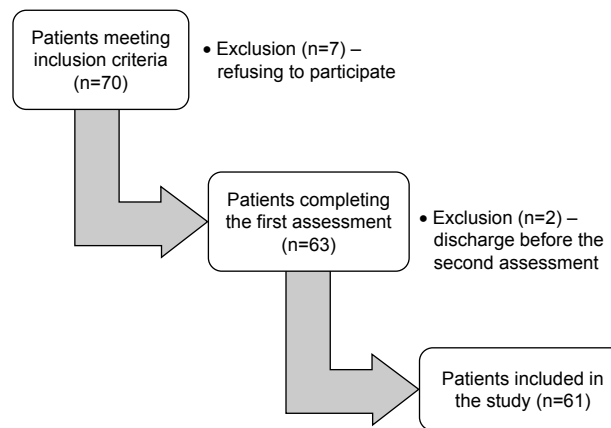 Patients meeting
inclusion criteria
(n=70)
• Exclusion (n=7) –
refusing to participate
Patients completing
the first assessment
(n=63)
• Exclusion (n=2) –
discharge before the
second assessment
Patients included in
the study (n=61)